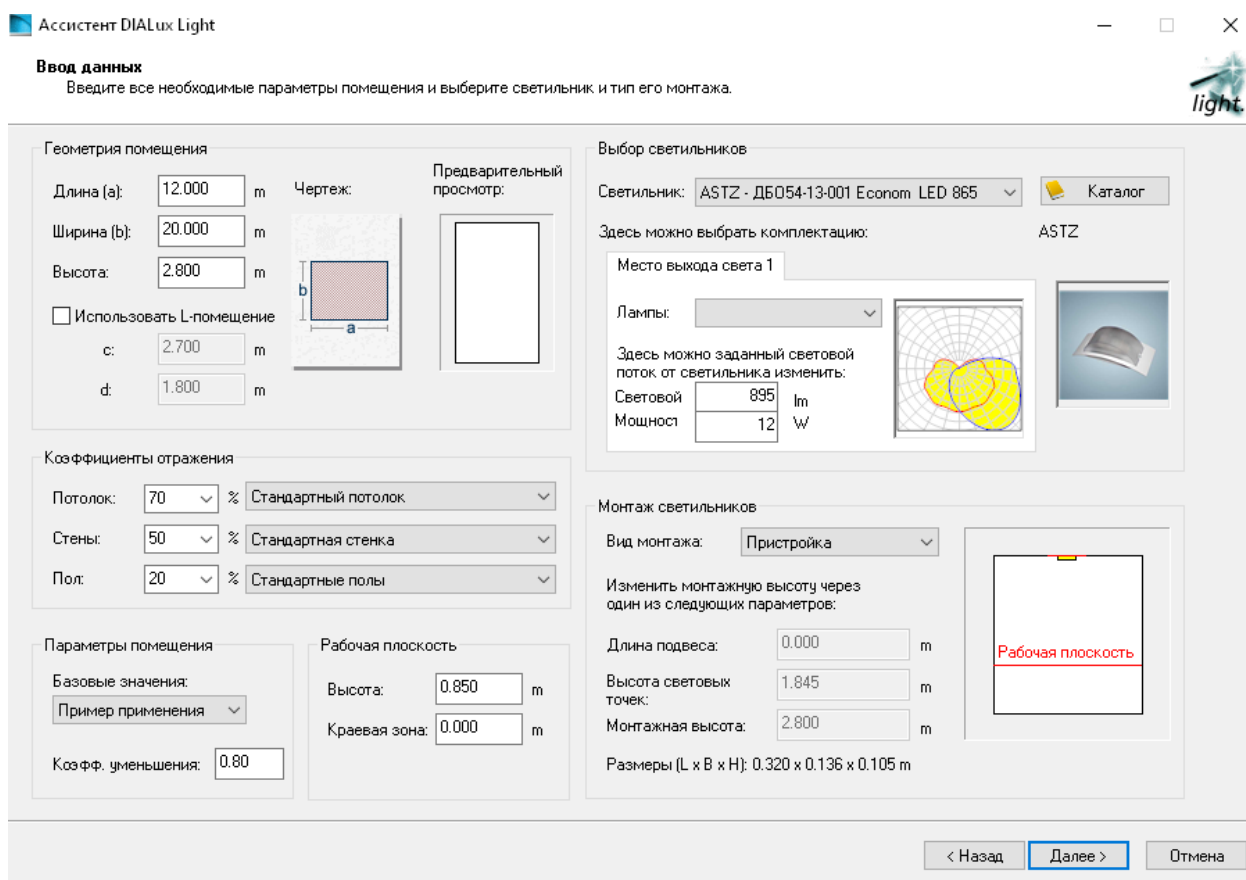 Ассистент DIALux Light
Ввод данных
Введите все необходимые параметры помещения и выберите светильник и тип его монтажа.
light.
Геометрия помещения
Длина (a): 12.000 m
Ширина (b): 20.000 m
Высота: 2.800 m
Использовать L-помещение
c: 2.700 m
d: 1.800 m
Чертеж:
b
a
Предварительный
просмотр:
Коэффициенты отражения
Потолок: 70 % Стандартный потолок
Стены: 50 % Стандартная стенка
Пол: 20 % Стандартные полы
Параметры помещения
Базовые значения:
Пример применения
Коэфф. уменьшения: 0.80
Рабочая плоскость
Высота: 0.850 m
Краевая зона: 0.000 m
Выбор светильников
Светильник: ASTZ - ДБО54-13-001 Econom LED 865 Каталог
Здесь можно выбрать комплектацию: ASTZ
Место выхода света 1
Лампы:
Здесь можно заданный световой
поток от светильника изменить:
Световой 895 lm
Мощност 12 W
Монтаж светильников
Вид монтажа: Пристройка
Изменить монтажную высоту через
один из следующих параметров:
Длина подвеса: 0.000 m
Высота световых
точек: 1.845 m
Монтажная высота: 2.800 m
Размеры (L x B x H): 0.320 x 0.136 x 0.105 m
Рабочая плоскость
< Назад Далее > Отмена